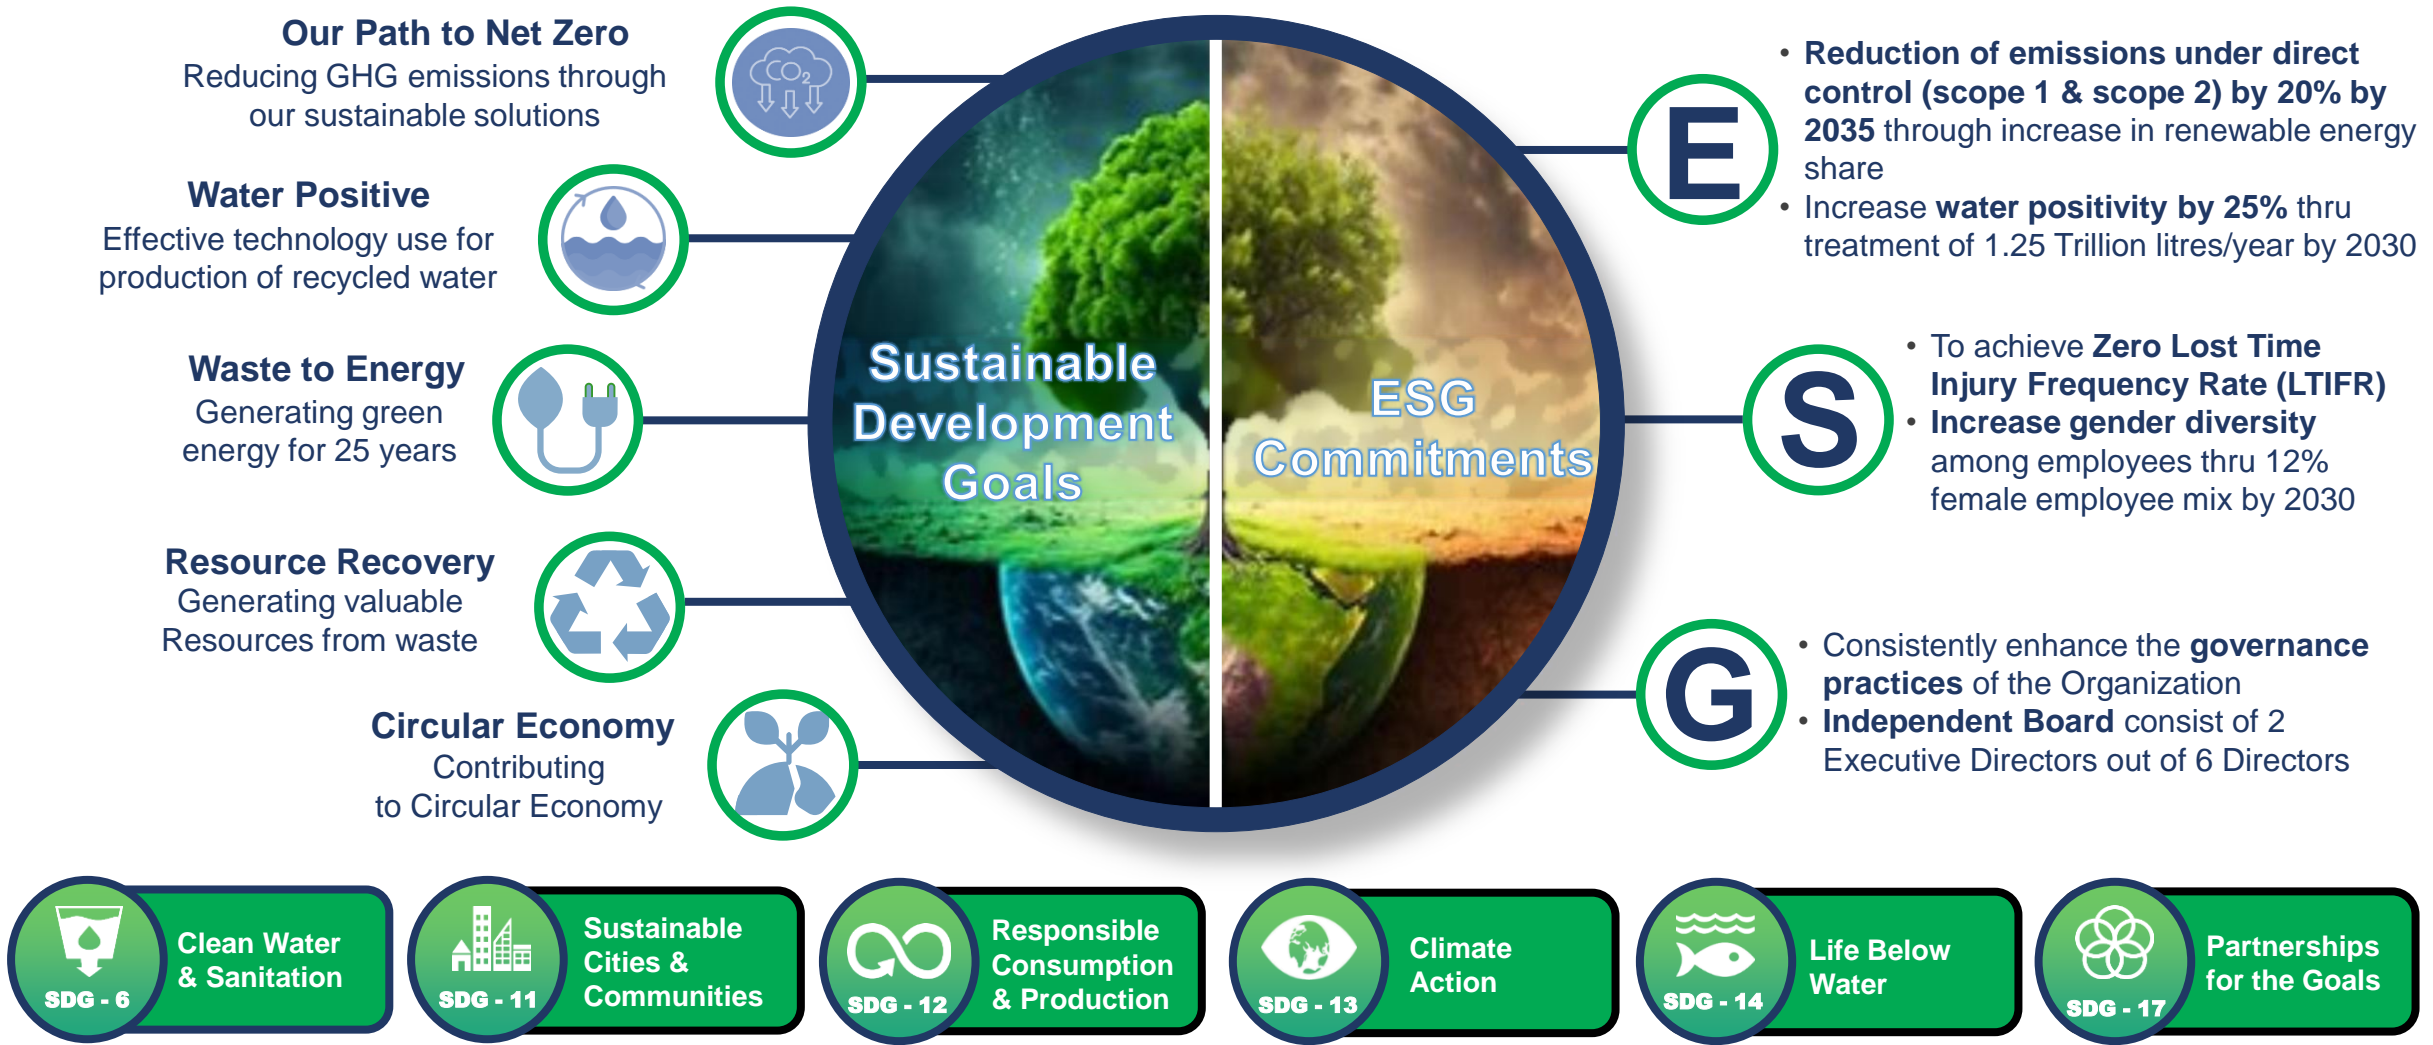 Our Path to Net Zero
Reducing GHG emissions through
our sustainable solutions
CO2
Water Positive
Effective technology use for
production of recycled water
Waste to Energy
Generating green
energy for 25 years
Resource Recovery
Generating valuable
Resources from waste
Circular Economy
Contributing
to Circular Economy
Sustainable
Development
Goals
ESG
Commitments
E
• Reduction of emissions under direct
control (scope 1 & scope 2) by 20% by
2035 through increase in renewable energy
share
• Increase water positivity by 25% thru
treatment of 1.25 Trillion litres/year by 2030
S
• To achieve Zero Lost Time
Injury Frequency Rate (LTIFR)
• Increase gender diversity
among employees thru 12%
female employee mix by 2030
G
• Consistently enhance the governance
practices of the Organization
• Independent Board consist of 2
Executive Directors out of 6 Directors
SDG - 6
Clean Water
& Sanitation
SDG - 11
Sustainable
Cities &
Communities
SDG - 12
Responsible
Consumption
& Production
SDG - 13
Climate
Action
SDG - 14
Life Below
Water
SDG - 17
Partnerships
for the Goals